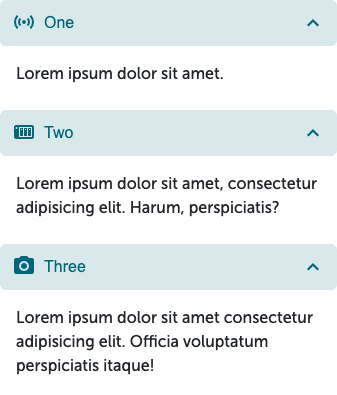 One
Lorem ipsum dolor sit amet.
Two
Lorem ipsum dolor sit amet, consectetur
adipisicing elit. Harum, perspiciatis?
Three
Lorem ipsum dolor sit amet consectetur
adipisicing elit. Officia voluptatum
perspiciatis itaque!